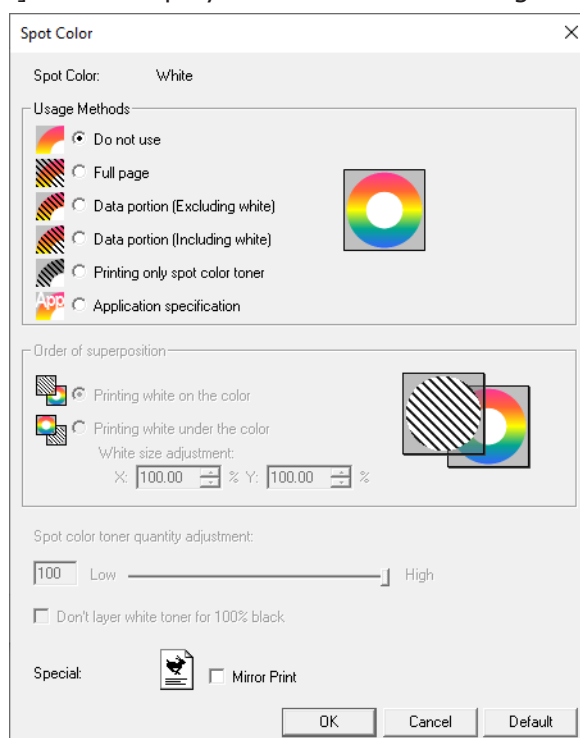 Spot Color
Spot Color: White
Usage Methods
Do not use
Full page
Data portion (Excluding white)
Data portion (Including white)
Printing only spot color toner
App Application specification
Order of superposition
Printing white on the color
Printing white under the color
White size adjustment:
X: 100.00 % Y: 100.00 %
Spot color toner quantity adjustment:
100 Low High
Don't layer white toner for 100% black
Special: Mirror Print
OK Cancel Default